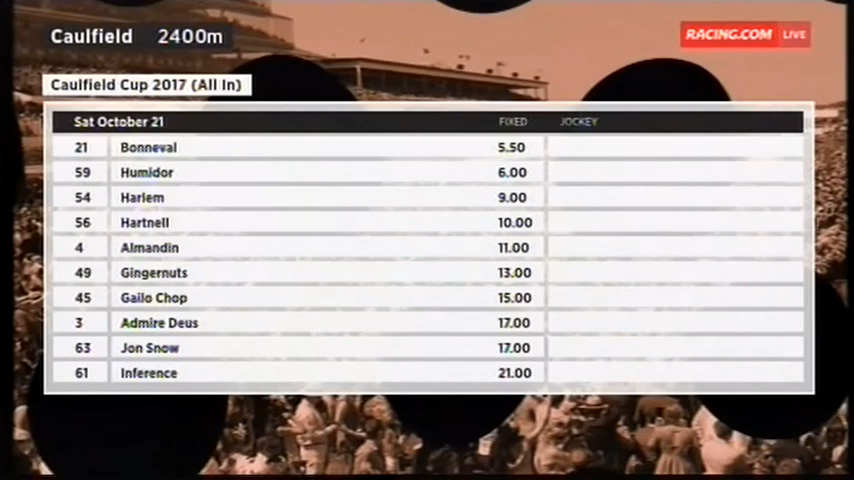 Caulfield 2400m
RACING.COM LIVE
Caulfield Cup 2017 (All In)
Sat October 21 FIXED JOCKEY
21 Bonneval 5.50
59 Humidor 6.00
54 Harlem 9.00
56 Hartnell 10.00
4 Almandin 11.00
49 Gingernuts 13.00
45 Gailo Chop 15.00
3 Admire Deus 17.00
63 Jon Snow 17.00
61 Inference 21.00